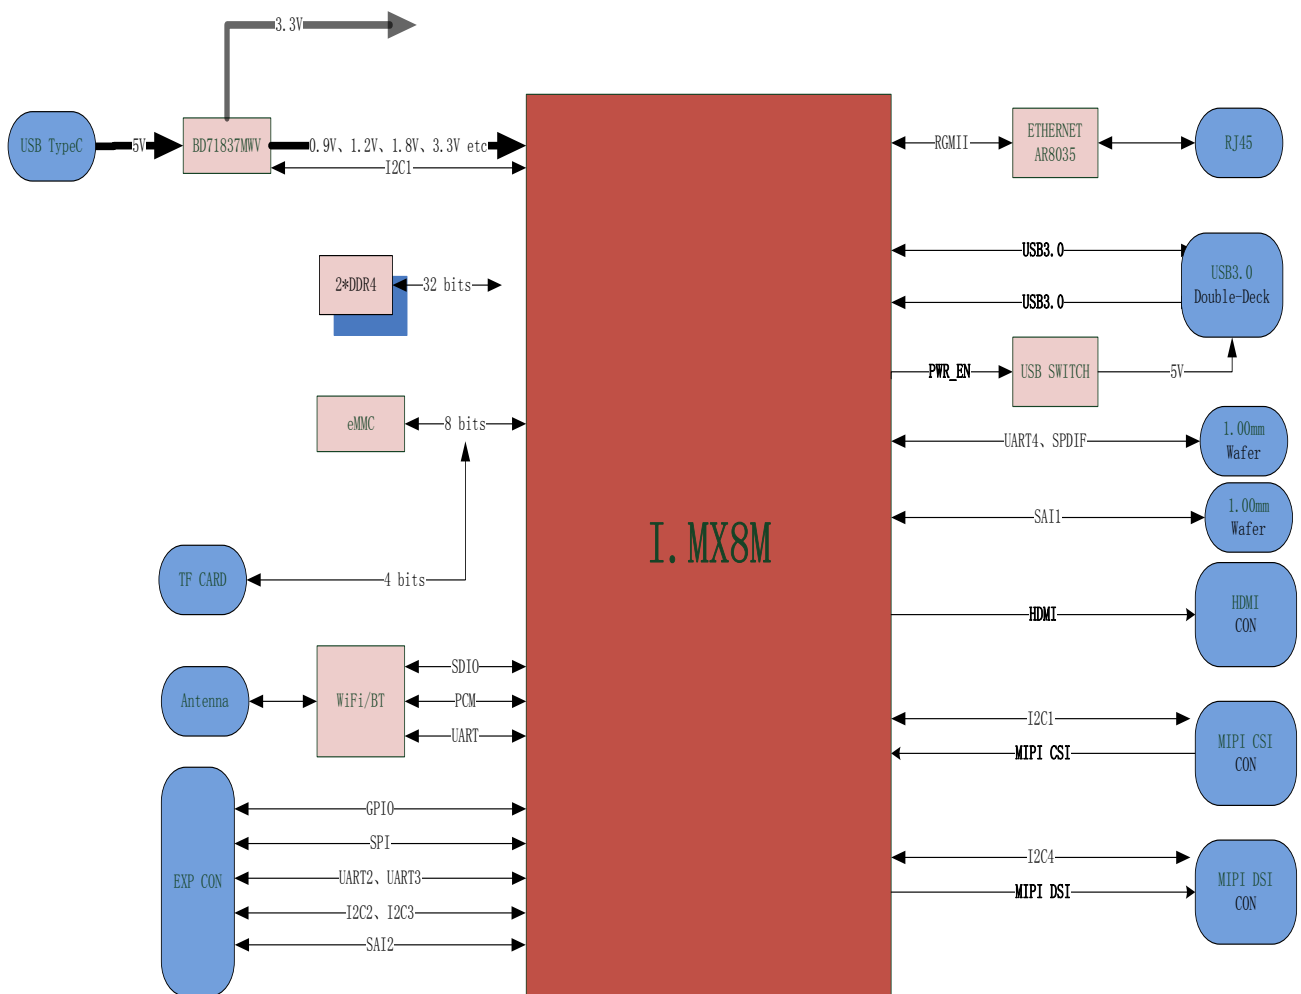 3.3V
USB TypeC
5V
BD71837MWV
0.9V、1.2V、1.8V、3.3V etc
I2C1
2*DDR4
32 bits
eMMC
8 bits
TF CARD
4 bits
Antenna
WiFi/BT
SDIO
PCM
UART
EXP CON
GPIO
SPI
UART2、UART3
I2C2、I2C3
SAI2
I.MX8M
RGMII
ETHERNET
AR8035
RJ45
USB3.0
USB3.0
USB3.0
Double-Deck
PWR_EN
USB SWITCH
5V
UART4、SPDIF
1.00mm
Wafer
SAI1
1.00mm
Wafer
HDMI
HDMI
CON
I2C1
MIPI CSI
MIPI CSI
CON
I2C4
MIPI DSI
MIPI DSI
CON